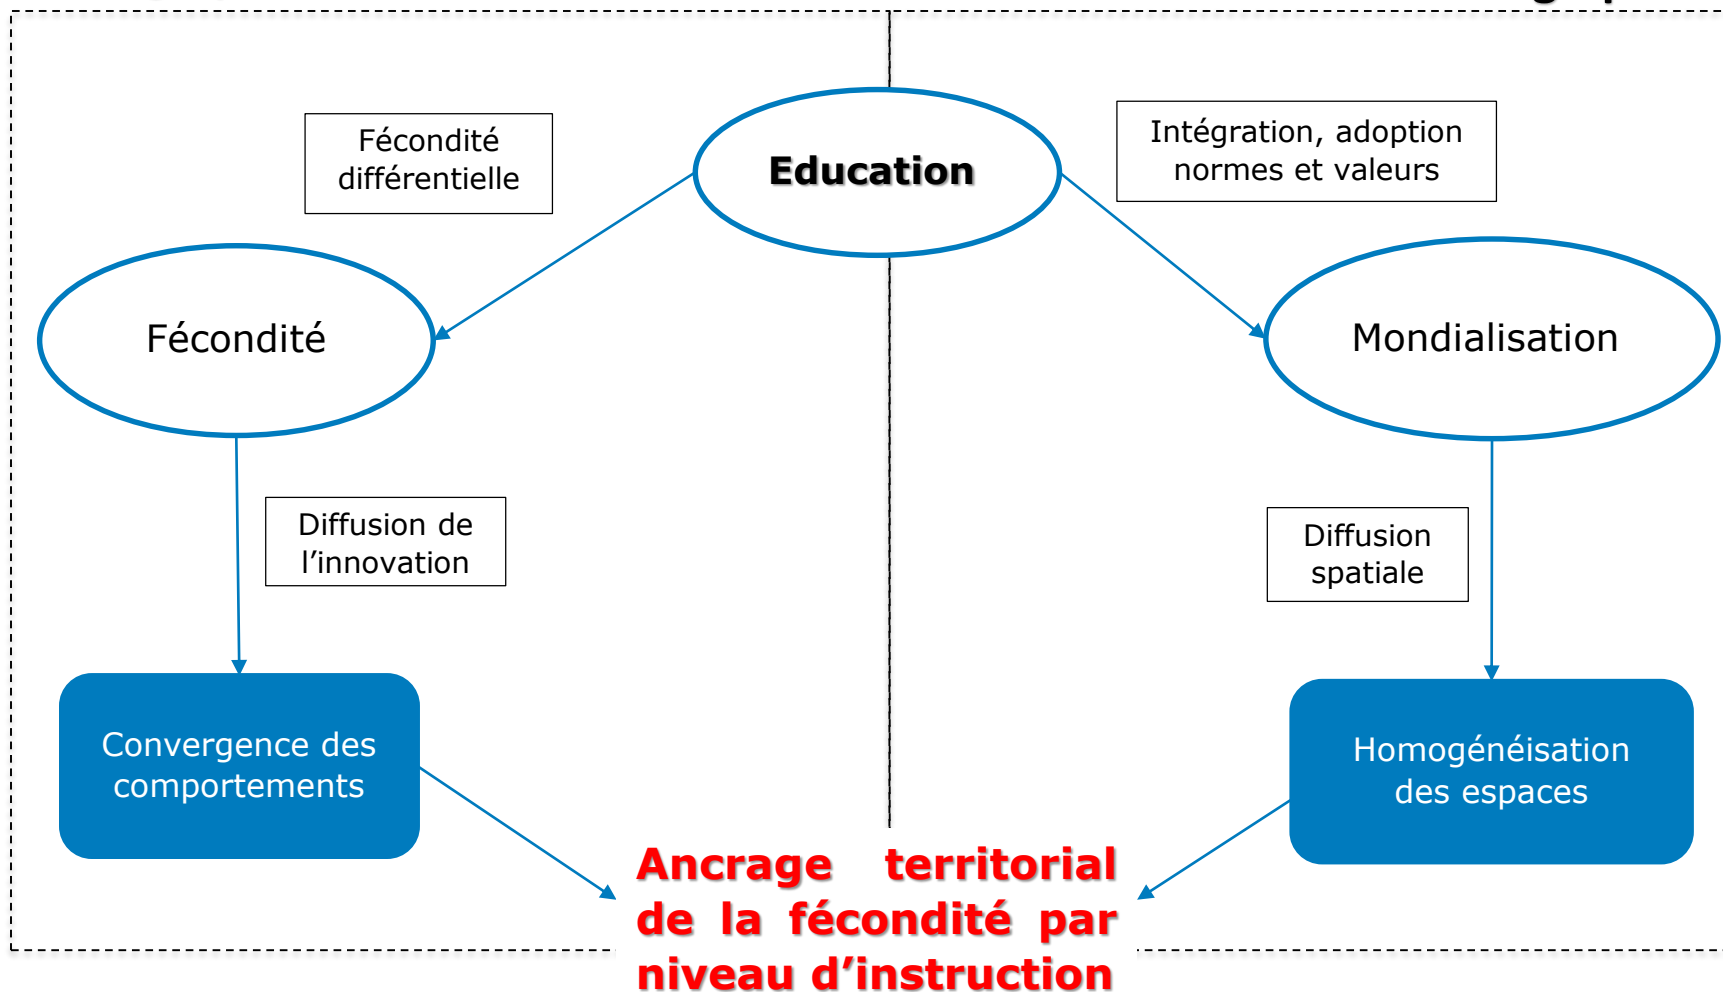 Fécondité
différentielle
Education
Intégration, adoption
normes et valeurs
Fécondité
Mondialisation
Diffusion de
l’innovation
Diffusion
spatiale
Convergence des
comportements
Homogénéisation
des espaces
Ancrage territorial
de la fécondité par
niveau d’instruction